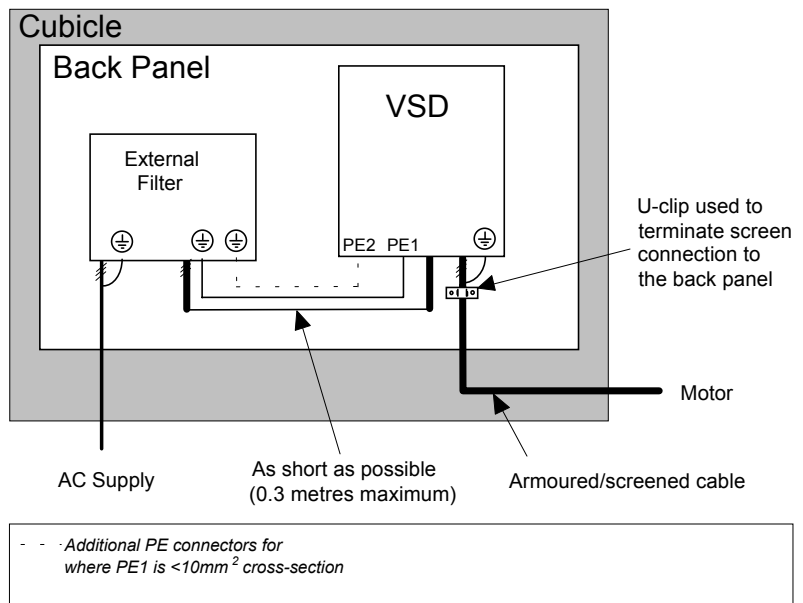 Cubicle
Back Panel
VSD
External
Filter
PE2 PE1
U-clip used to
terminate screen
connection to
the back panel
Motor
AC Supply
As short as possible
(0.3 metres maximum)
Armoured/screened cable
- - - Additional PE connectors for
where PE1 is <10mm² cross-section